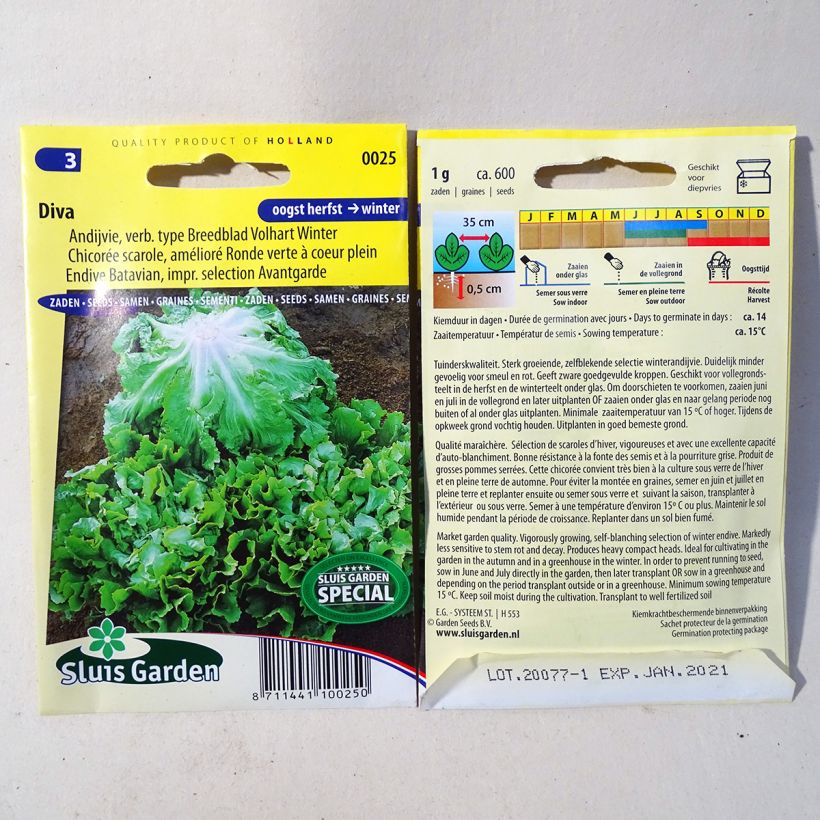 QUALITY PRODUCT OF HOLLAND
3
0025
Diva
oogst herfst → winter
Andijvie, verb. type Breedblad Volhart Winter
Chicorée scarole, amélioré Ronde verte à coeur plein
Endive Batavian, impr. selection Avantgarde
ZADEN • SEEDS • SAMEN • GRAINES • SEMENTI • ZADEN • SEEDS • SAMEN • GRAINES • SE
SLUIS GARDEN
SPECIAL
Sluis Garden
8 711441 100250
1 g ca. 600
zaden | graines | seeds
Geschikt
voor
diepvries
J F M A M J J A S O N D
35 cm
0,5 cm
Zaaien
onder glas
Semer sous verre
Sow indoor
Zaaien in
de vollegrond
Semer en pleine terre
Sow outdoor
Oogsttijd
Récolte
Harvest
Kiemduur in dagen • Durée de germination avec jours • Days to germinate in days : ca. 14
Zaaitemperatuur • Températur de semis • Sowing temperature : ca. 15°C
Tuinderskwaliteit. Sterk groeiende, zelfblekende selectie winterandijvie. Duidelijk minder
gevoelig voor smeul en rot. Geeft zware goedgevulde kroppen. Geschikt voor vollegronds-
teelt in de herfst en de winterteelt onder glas. Om doorschieten te voorkomen, zaaien juni
en juli in de vollegrond en later uitplanten OF zaaien onder glas en naar gelang periode nog
buiten of al onder glas uitplanten. Minimale zaaitemperatuur van 15 ºC of hoger. Tijdens de
opkweek grond vochtig houden. Uitplanten in goed bemeste grond.
Qualité maraîchère. Sélection de scaroles d'hiver, vigoureuses et avec une excellente capacité
d'auto-blanchiment. Bonne résistance à la fonte des semis et à la pourriture grise. Produit de
grosses pommes serrées. Cette chicorée convient très bien à la culture sous verre de l'hiver
et en pleine terre de automne. Pour éviter la montée en graines, semer en juin et juillet en
pleine terre et replanter ensuite ou semer sous verre et suivant la saison, transplanter à
l'extérieur ou sous verre. Semer à une température d'environ 15º C ou plus. Maintenir le sol
humide pendant la période de croissance. Replanter dans un sol bien fumé.
Market garden quality. Vigorously growing, self-blanching selection of winter endive. Markedly
less sensitive to stem rot and decay. Produces heavy compact heads. Ideal for cultivating in the
garden in the autumn and in a greenhouse in the winter. In order to prevent running to seed,
sow in June and July directly in the garden, then later transplant OR sow in a greenhouse and
depending on the period transplant outside or in a greenhouse. Minimum sowing temperature
15 ºC. Keep soil moist during the cultivation. Transplant to well fertilized soil
E.G. - SYSTEEM ST. | H 553
© Garden Seeds B.V.
www.sluisgarden.nl
Kiemkrachtbeschermende binnenverpakking
Sachet protecteur de la germination
Germination protecting package
LOT.20077-1 EXP.JAN.2021